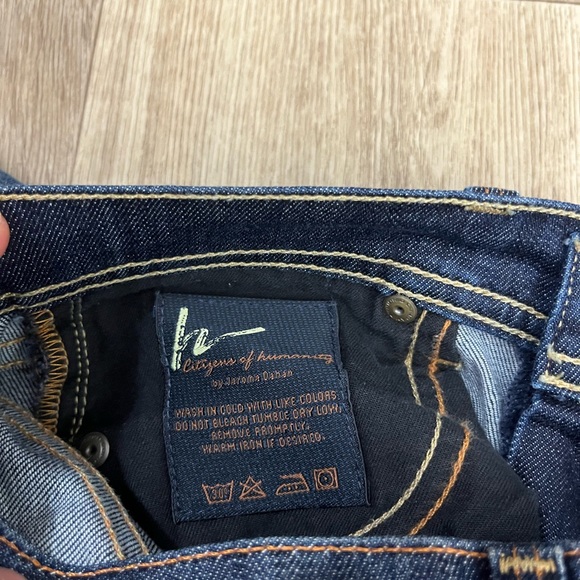 h
Citizens of humanity
by Jerome Dahan
WASH IN COLD WITH LIKE COLORS
DO NOT BLEACH TUMBLE DRY LOW,
REMOVE PROMPTLY.
WARM IRON IF DESIRED.
30